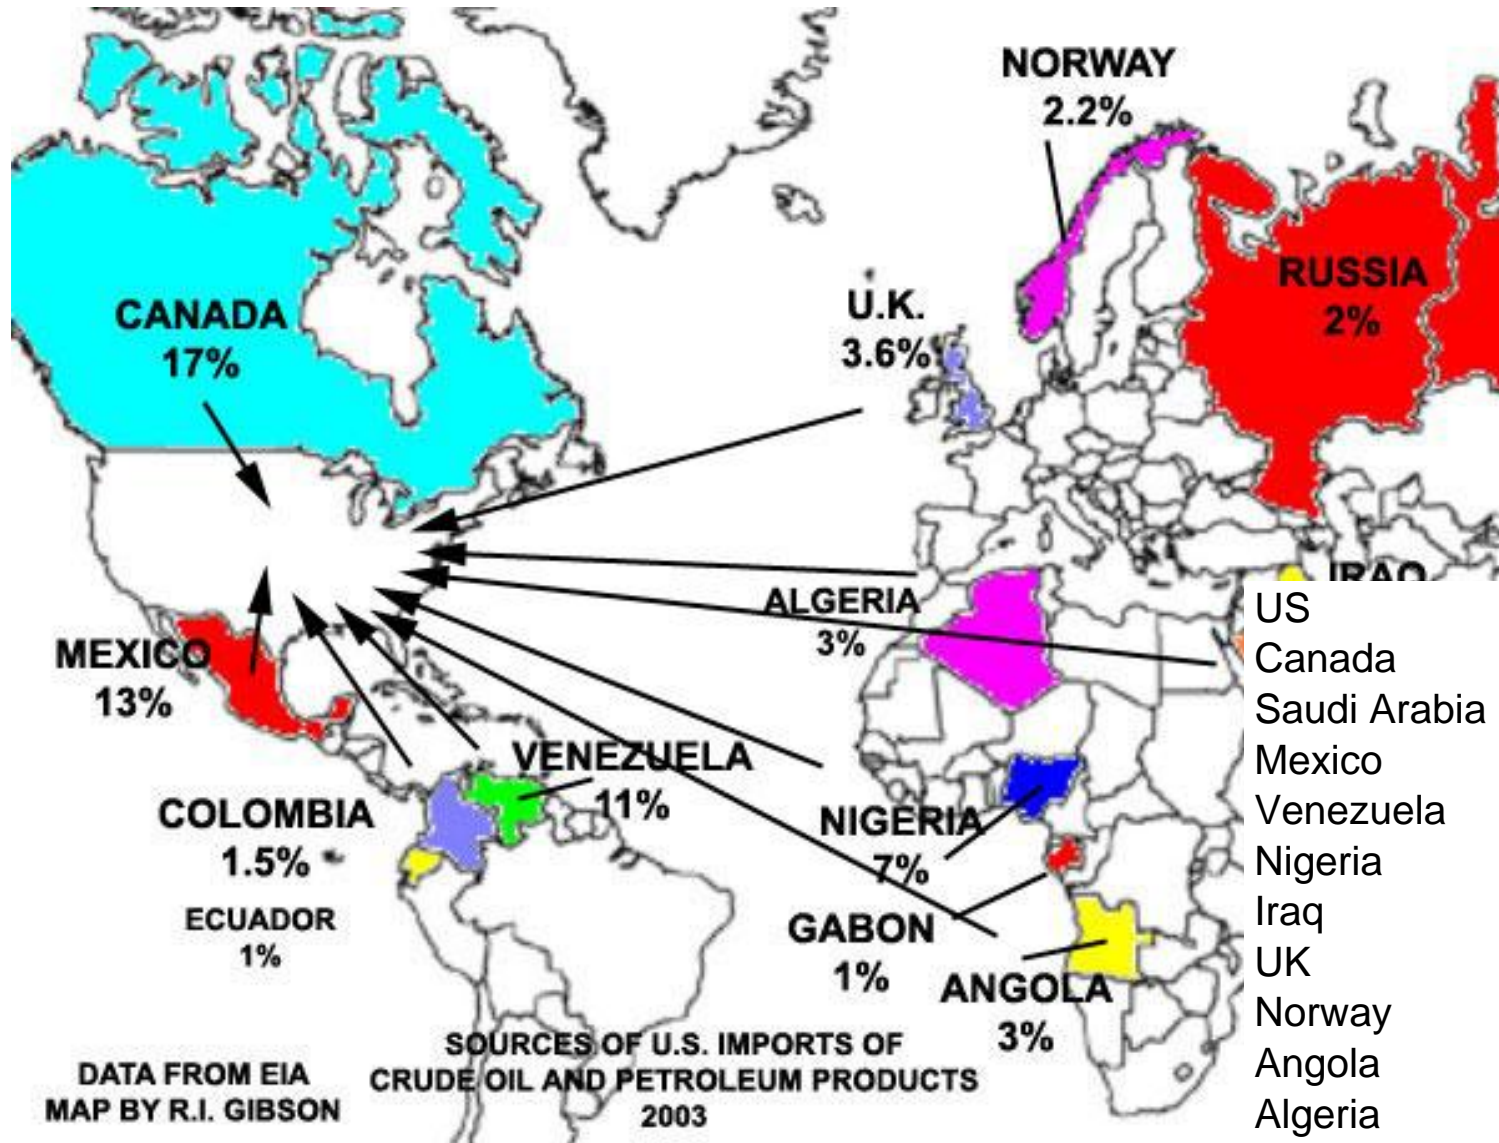 NORWAY
2.2%
RUSSIA
2%
U.K.
3.6%
CANADA
17%
IRAQ
ALGERIA
3%
MEXICO
13%
VENEZUELA
11%
COLOMBIA
1.5%
NIGERIA
7%
ECUADOR
1%
GABON
1%
ANGOLA
3%
SOURCES OF U.S. IMPORTS OF
CRUDE OIL AND PETROLEUM PRODUCTS
2003
DATA FROM EIA
MAP BY R.I. GIBSON
US
Canada
Saudi Arabia
Mexico
Venezuela
Nigeria
Iraq
UK
Norway
Angola
Algeria